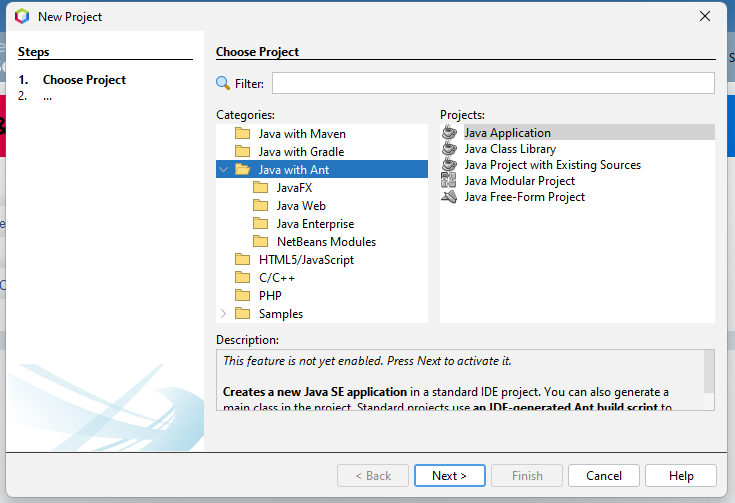 New Project
Steps
1. Choose Project
2. ...
Choose Project
Filter:
Categories:
Java with Maven
Java with Gradle
Java with Ant
JavaFX
Java Web
Java Enterprise
NetBeans Modules
HTML5/JavaScript
C/C++
PHP
Samples
Projects:
Java Application
Java Class Library
Java Project with Existing Sources
Java Modular Project
Java Free-Form Project
Description:
This feature is not yet enabled. Press Next to activate it.
Creates a new Java SE application in a standard IDE project. You can also generate a
main class in the project. Standard projects use an IDE-generated Ant build script to
< Back
Next >
Finish
Cancel
Help